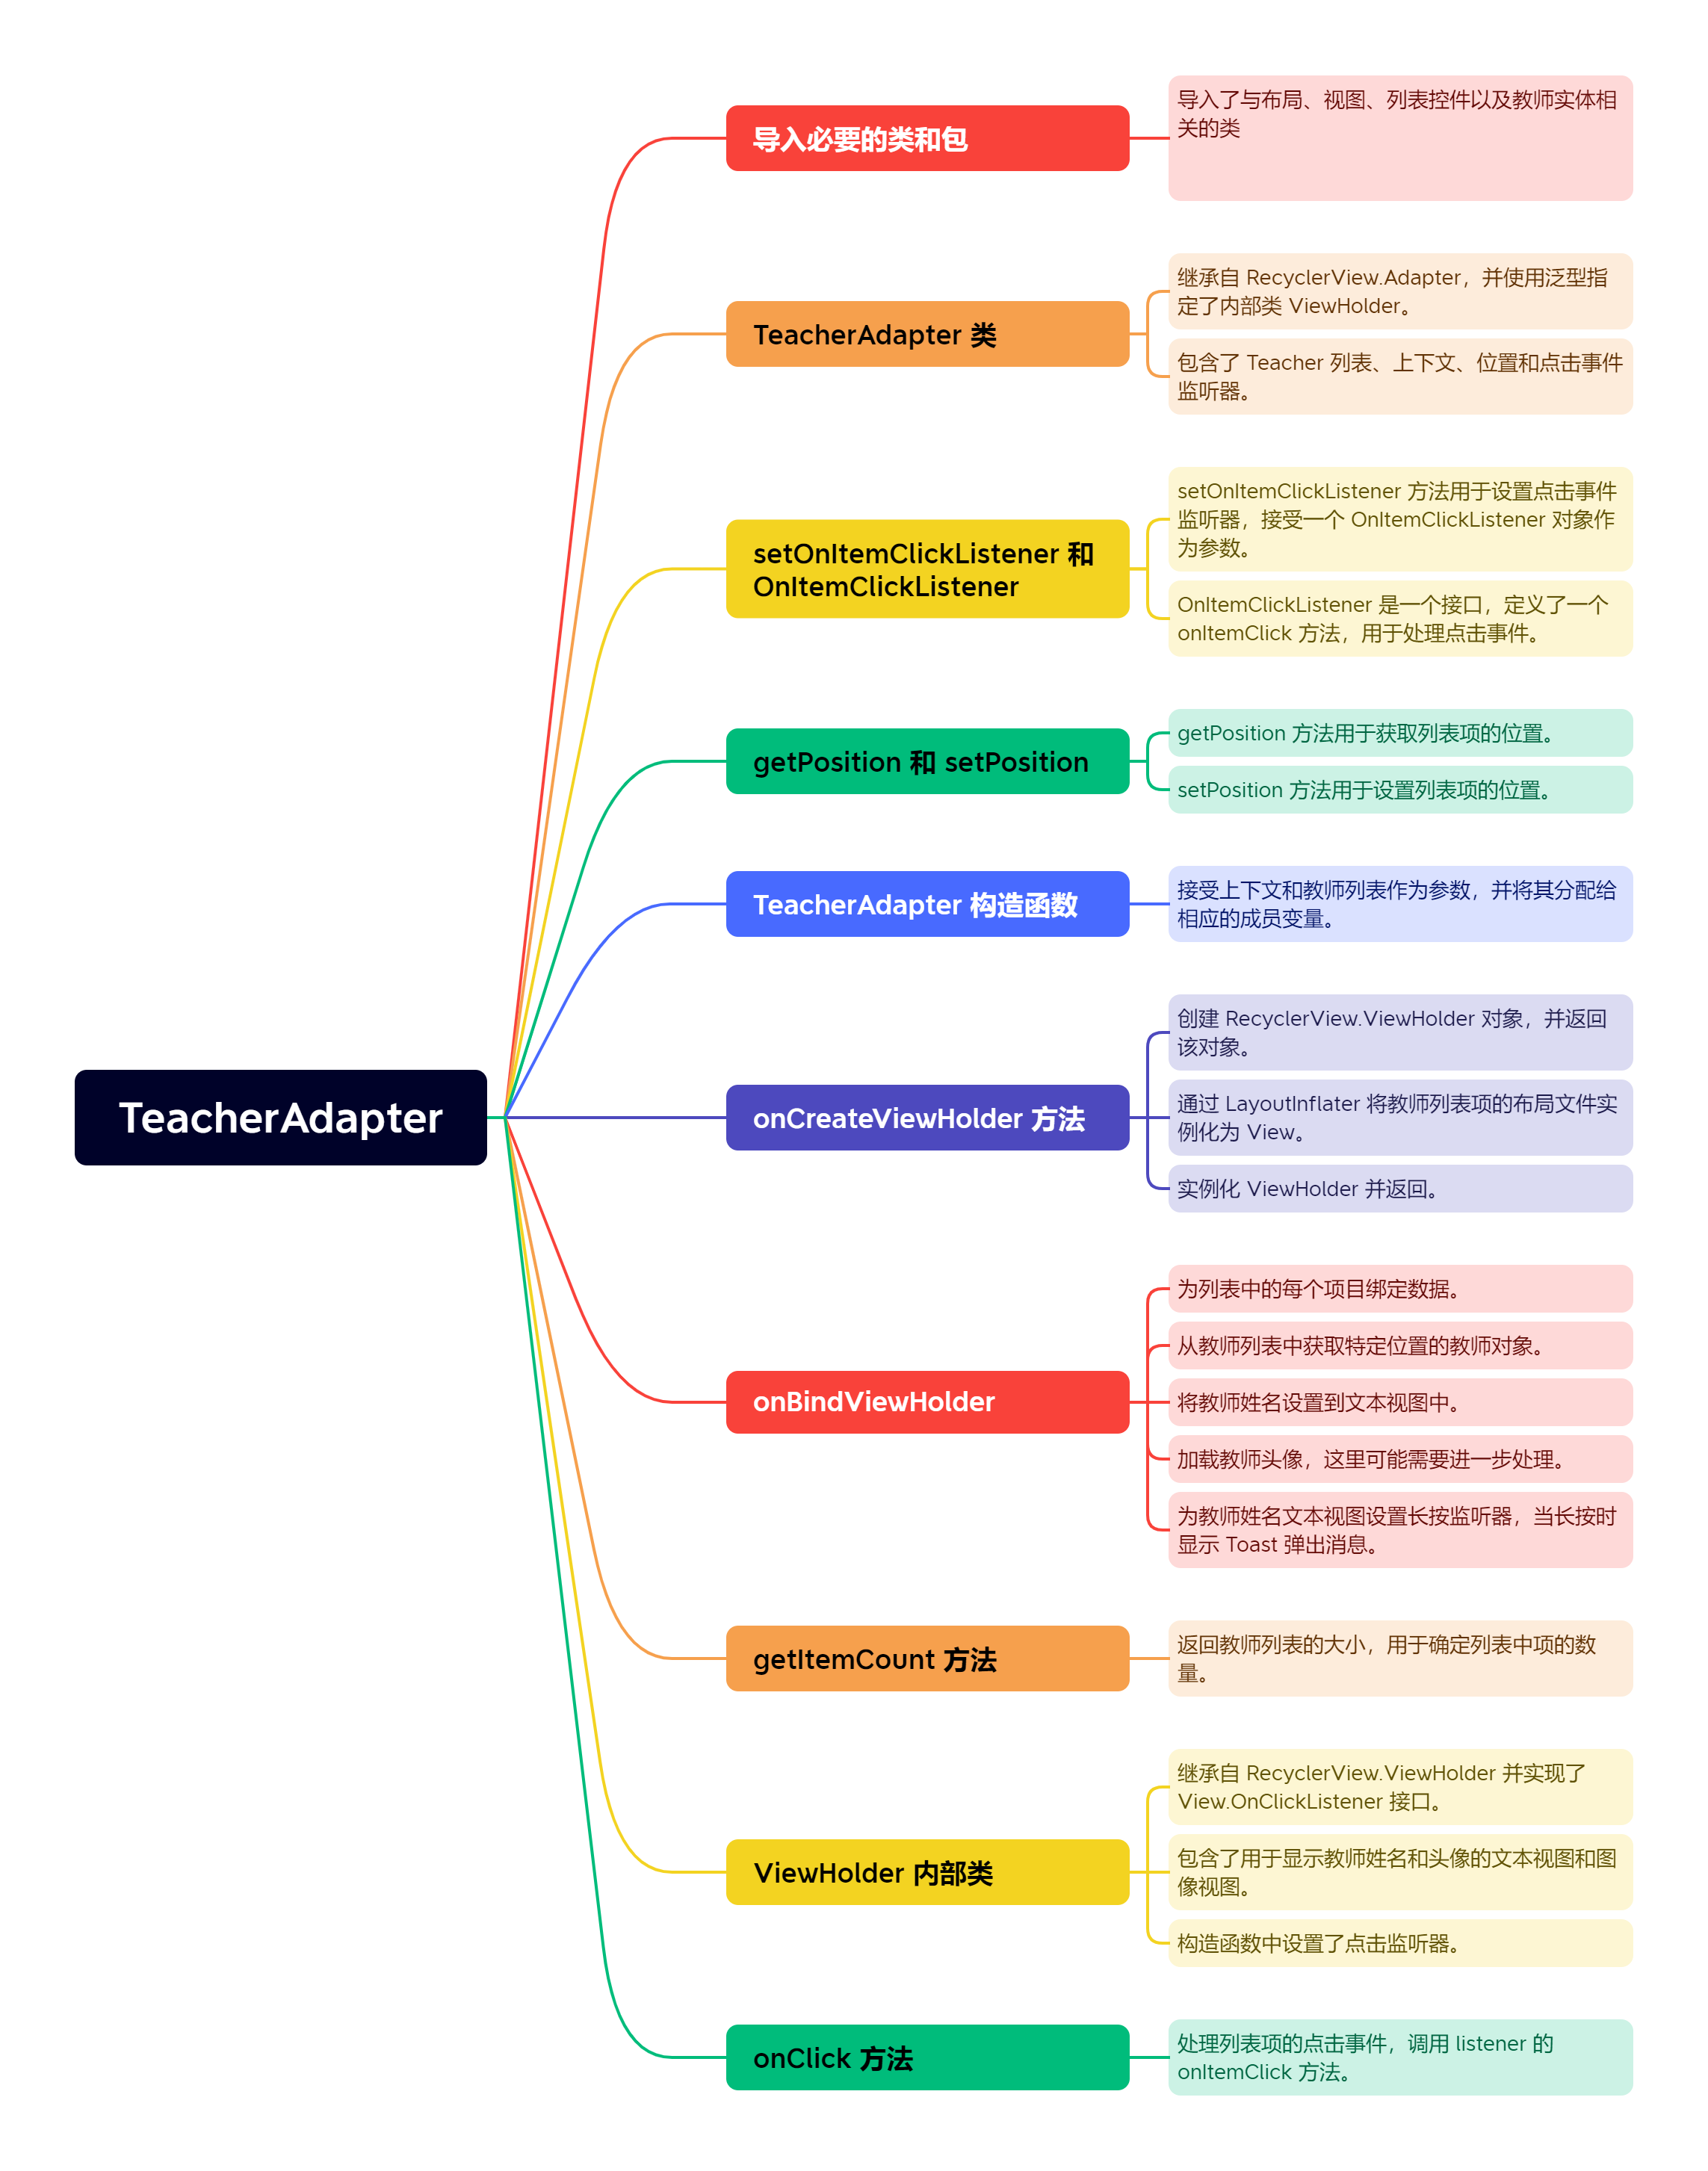 导入必要的类和包
导入了与布局、视图、列表控件以及教师实体相
关的类
TeacherAdapter 类
继承自 RecyclerView.Adapter，并使用泛型指
定了内部类 ViewHolder。
包含了 Teacher 列表、上下文、位置和点击事件
监听器。
setOnItemClickListener 和
OnItemClickListener
setOnItemClickListener 方法用于设置点击事件
监听器，接受一个 OnItemClickListener 对象作
为参数。
OnItemClickListener 是一个接口，定义了一个
onItemClick 方法，用于处理点击事件。
getPosition 和 setPosition
getPosition 方法用于获取列表项的位置。
setPosition 方法用于设置列表项的位置。
TeacherAdapter 构造函数
接受上下文和教师列表作为参数，并将其分配给
相应的成员变量。
TeacherAdapter
onCreateViewHolder 方法
创建 RecyclerView.ViewHolder 对象，并返回
该对象。
通过 LayoutInflater 将教师列表项的布局文件实
例化为 View。
实例化 ViewHolder 并返回。
onBindViewHolder
为列表中的每个项目绑定数据。
从教师列表中获取特定位置的教师对象。
将教师姓名设置到文本视图中。
加载教师头像，这里可能需要进一步处理。
为教师姓名文本视图设置长按监听器，当长按时
显示 Toast 弹出消息。
getItemCount 方法
返回教师列表的大小，用于确定列表中项的数
量。
ViewHolder 内部类
继承自 RecyclerView.ViewHolder 并实现了
View.OnClickListener 接口。
包含了用于显示教师姓名和头像的文本视图和图
像视图。
构造函数中设置了点击监听器。
onClick 方法
处理列表项的点击事件，调用 listener 的
onItemClick 方法。